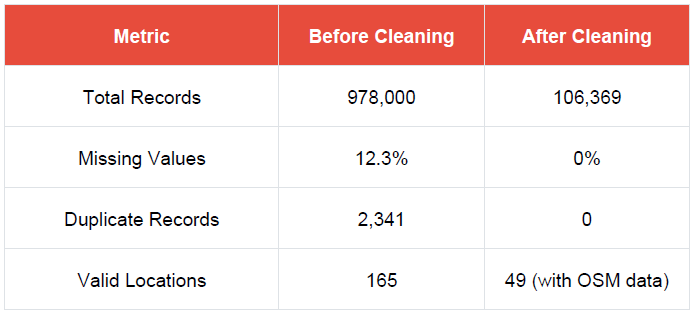 Metric Before Cleaning After Cleaning
Total Records 978,000 106,369
Missing Values 12.3% 0%
Duplicate Records 2,341 0
Valid Locations 165 49 (with OSM data)